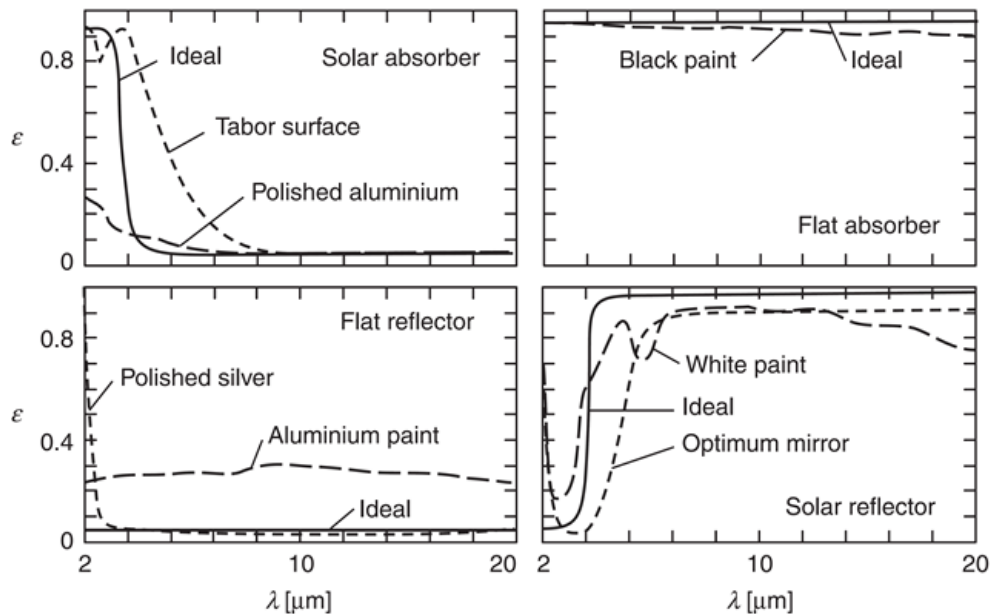 0.8
Ideal
Solar absorber
ε
Tabor surface
0.4
Polished aluminium
0
Black paint
Ideal
Flat absorber
0.8
Flat reflector
Polished silver
ε
Aluminium paint
0.4
Ideal
0
2
10
20
λ [μm]
White paint
Ideal
Optimum mirror
Solar reflector
2
10
20
λ [μm]